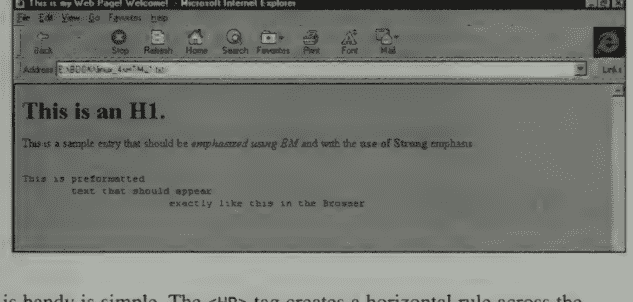 This is my Web Page! Welcome! - Microsoft Internet Explorer
File Edit View Go Favorites Help
Back Stop Refresh Home Search Favorites Print Font Mail
Address Links
This is an H1.
This is a sample entry that should be emphasized using EM and with the use of Strong emphasis
This is preformatted
text that should appear
exactly like this in the Browser
is handy is simple. The <HR> tag creates a horizontal rule across the